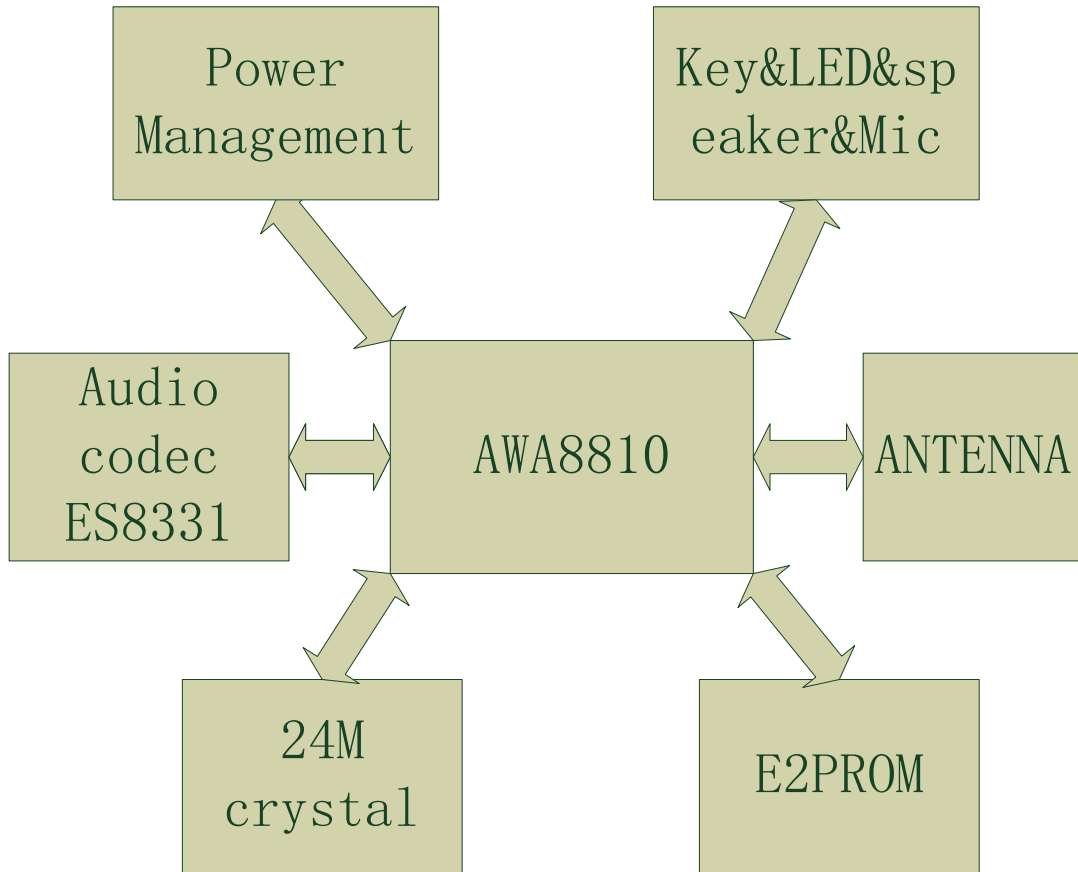 Power
Management
Key&LED&sp
eaker&Mic
Audio
codec
ES8331
AWA8810
ANTENNA
24M
crystal
E2PROM